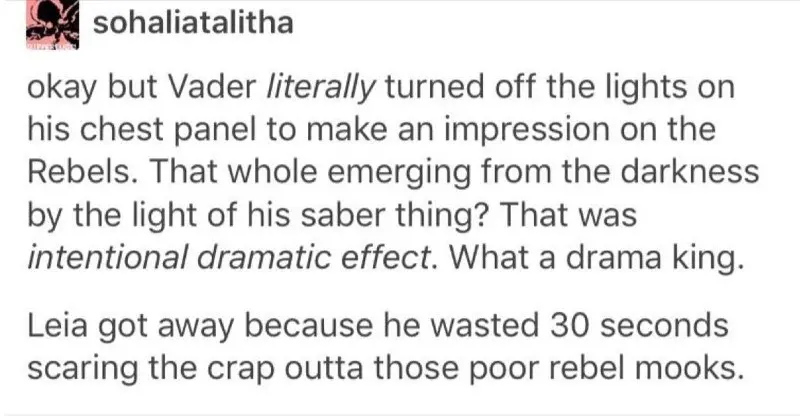 sohaliatalitha
okay but Vader literally turned off the lights on
his chest panel to make an impression on the
Rebels. That whole emerging from the darkness
by the light of his saber thing? That was
intentional dramatic effect. What a drama king.
Leia got away because he wasted 30 seconds
scaring the crap outta those poor rebel mooks.